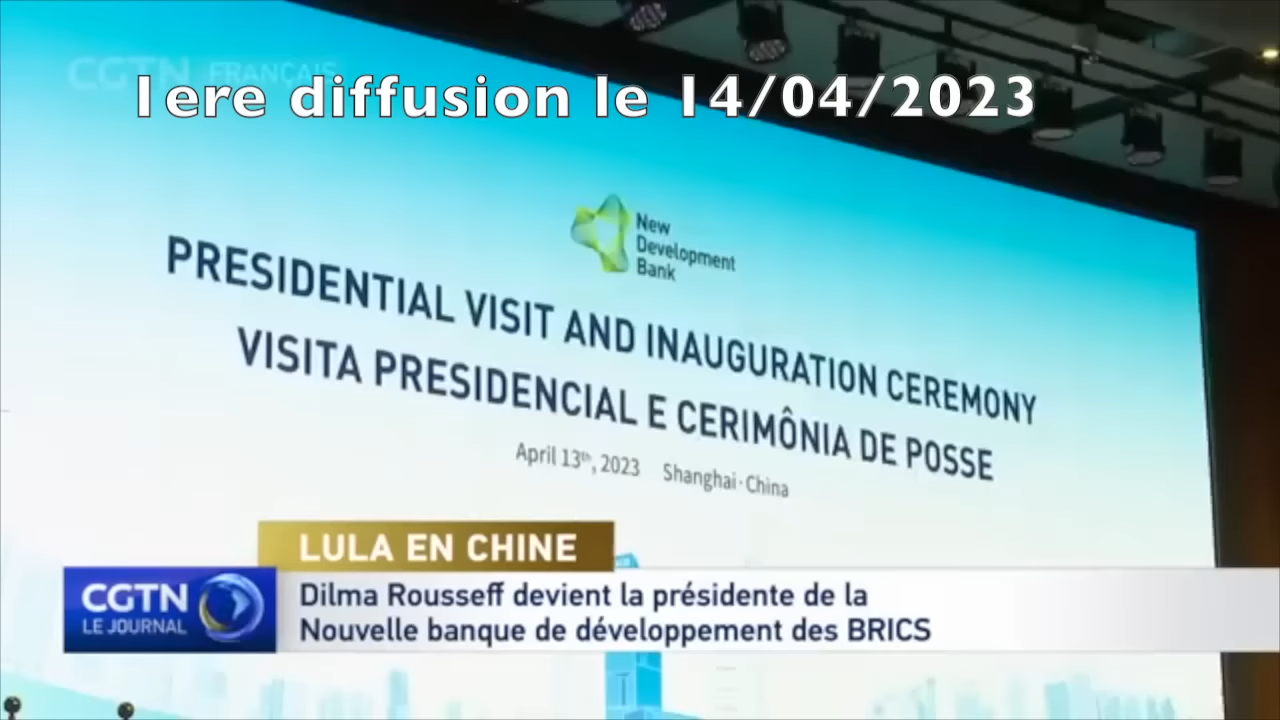 CGTN FRANÇAIS
1ere diffusion le 14/04/2023
New
Development
Bank
PRESIDENTIAL VISIT AND INAUGURATION CEREMONY
VISITA PRESIDENCIAL E CERIMÔNIA DE POSSE
April 13th, 2023 Shanghai·China
LULA EN CHINE
CGTN
LE JOURNAL
Dilma Rousseff devient la présidente de la
Nouvelle banque de développement des BRICS